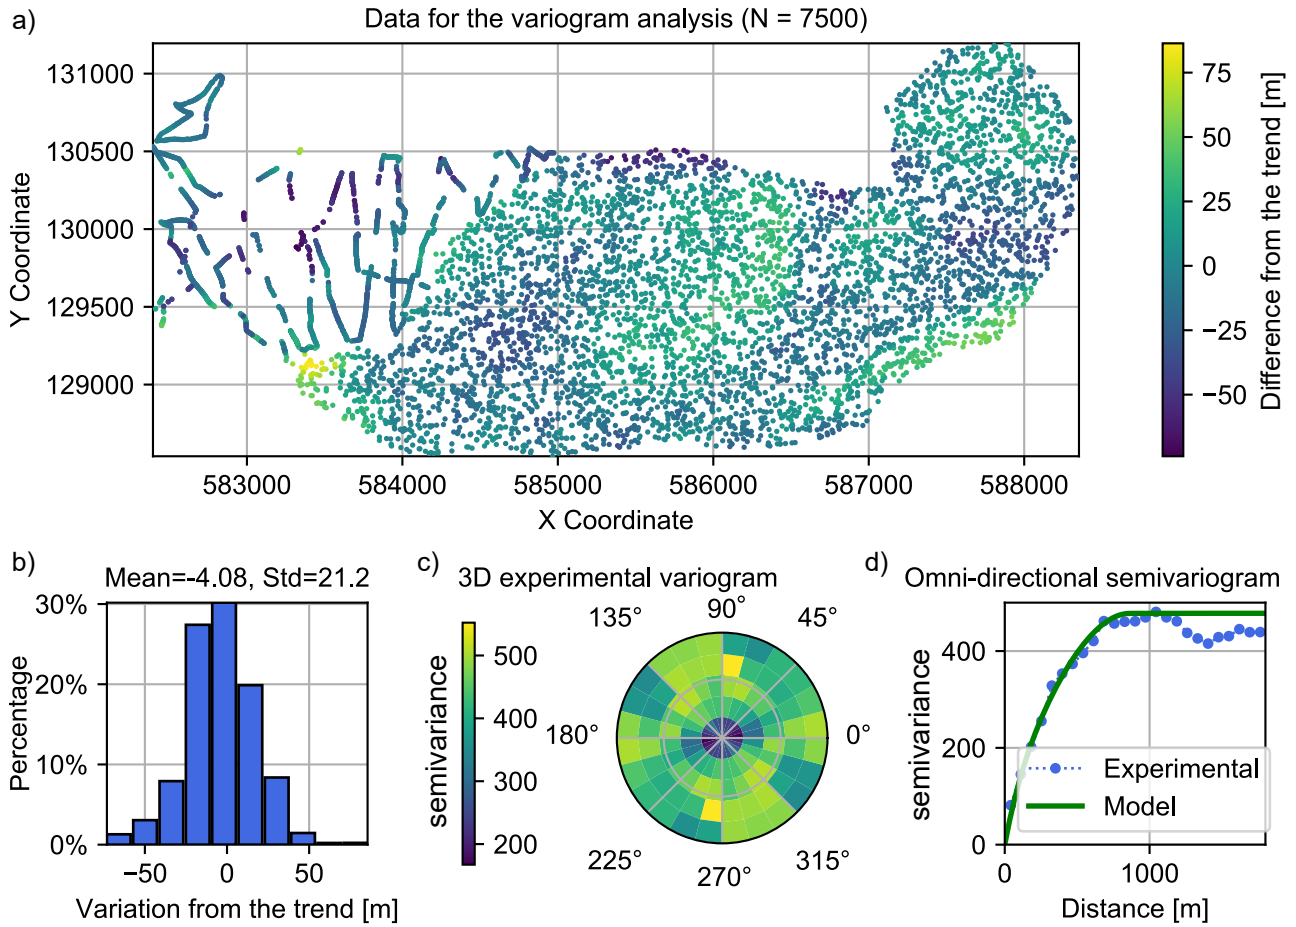 a)
Data for the variogram analysis (N = 7500)
131000
130500
130000
129500
129000
Y Coordinate
583000
584000
585000
586000
587000
588000
X Coordinate
75
50
25
0
−25
−50
Difference from the trend [m]
b)
Mean=-4.08, Std=21.2
30%
20%
10%
0%
Percentage
−50
0
50
Variation from the trend [m]
c)
3D experimental variogram
500
400
300
200
semivariance
90°
45°
0°
315°
270°
225°
180°
135°
d)
Omni-directional semivariogram
400
200
0
semivariance
Experimental
Model
0
1000
Distance [m]